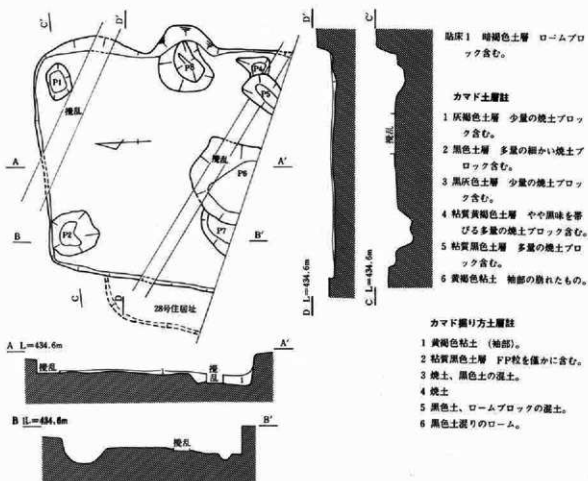 C'
D'
P1
P3
P4
P5
攪乱
攪乱
A
A'
P6
B
B'
P2
P7
C
D
28号住居址
A L=434.6m
A'
攪乱
攪乱
1
B L=434.6m
B'
攪乱
D'
C'
攪乱
D L=434.6m
C L=434.6m
貼床1 暗褐色土層 ロームブロ
ック含む。
カマド土層註
1 灰褐色土層 少量の焼土ブロッ
ク含む。
2 黒色土層 多量の細かい焼土ブ
ロック含む。
3 黒灰色土層 少量の焼土ブロッ
ク含む。
4 粘質黄褐色土層 やや黒味を帯
びる多量の焼土ブロック含む。
5 粘質黒色土層 多量の焼土ブロ
ック含む。
6 黄褐色粘土 袖部の崩れたもの。
カマド掘り方土層註
1 黄褐色粘土 (袖部)。
2 粘質黒色土層 FP粒を僅かに含む。
3 焼土、黒色土の混土。
4 焼土
5 黒色土、ロームブロックの混土。
6 黒色土混りのローム。